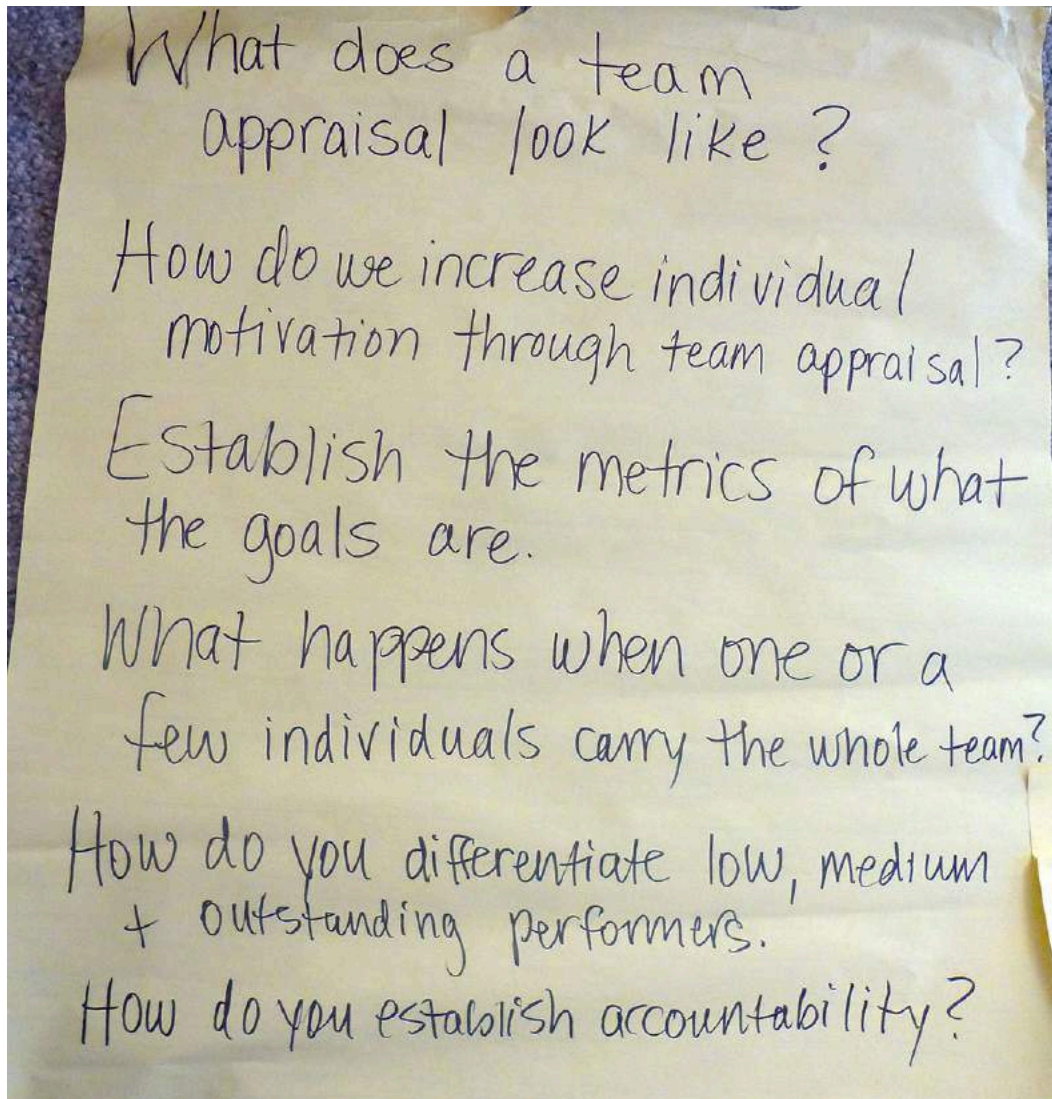 What does a team
appraisal look like ?
How do we increase individual
motivation through team appraisal?
Establish the metrics of what
the goals are.
What happens when one or a
few individuals carry the whole team?
How do you differentiate low, medium
+ outstanding performers.
How do you establish accountability?